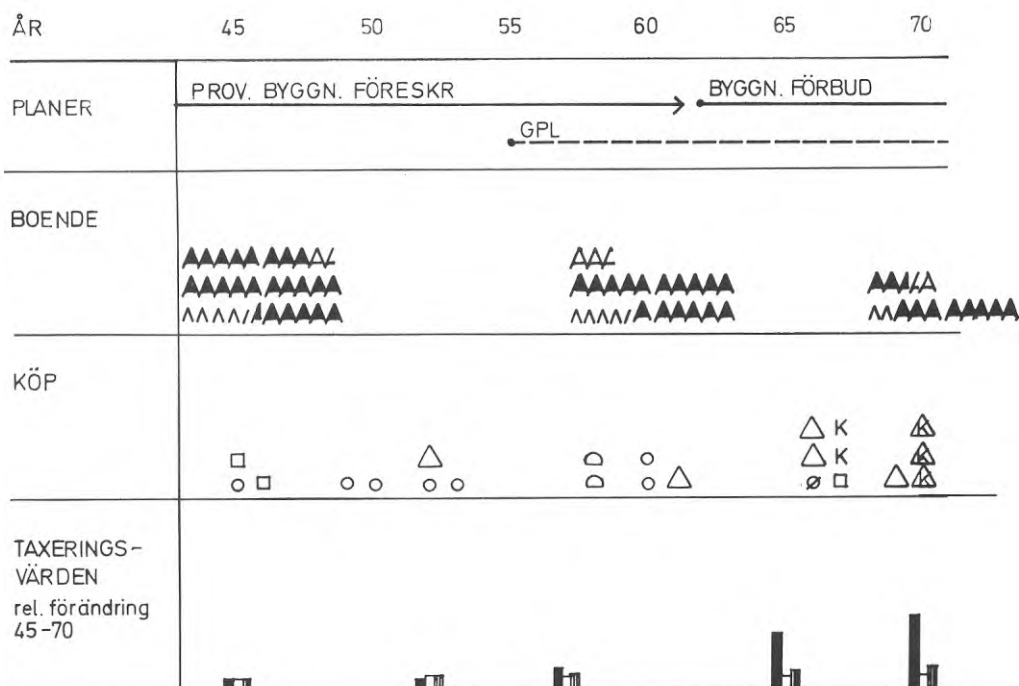 ÅR 45 50 55 60 65 70
PLANER
PROV. BYGGN. FÖRESKR
BYGGN. FÖRBUD
GPL
BOENDE
KÖP
K K
K K
K
TAXERINGS-
VÄRDEN
rel. förändring
45-70